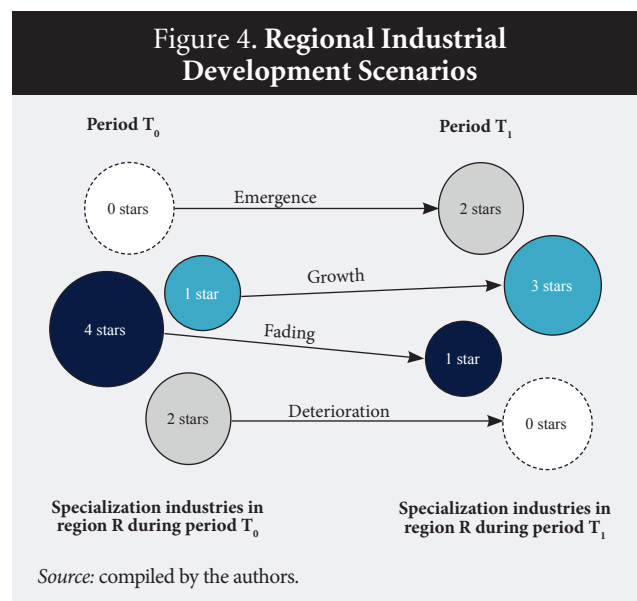 Figure 4. Regional Industrial
Development Scenarios
Period T₀
Period T₁
0 stars
Emergence
2 stars
1 star
Growth
3 stars
4 stars
Fading
1 star
2 stars
Deterioration
0 stars
Specialization industries in
region R during period T₀
Specialization industries in
region R during period T₁
Source: compiled by the authors.